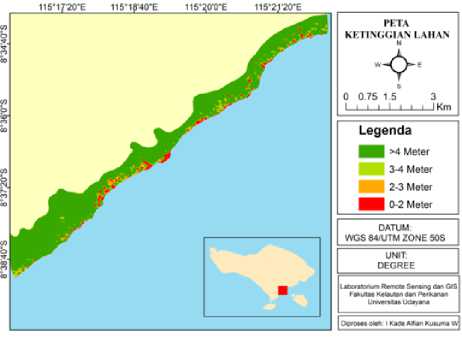 115°17'20"E 115°18'40"E 115°20'0"E 115°21'20"E
8°34'40"S
8°36'0"S
8°37'20"S
8°38'40"S
PETA
KETINGGIAN LAHAN
N
W E
S
0 0.75 1.5 3
Km
Legenda
>4 Meter
3-4 Meter
2-3 Meter
0-2 Meter
DATUM:
WGS 84/UTM ZONE 50S
UNIT:
DEGREE
Laboratorium Remote Sensing dan GIS
Fakultas Kelautan dan Perikanan
Universitas Udayana
Diproses oleh: I Kade Alfian Kusuma W